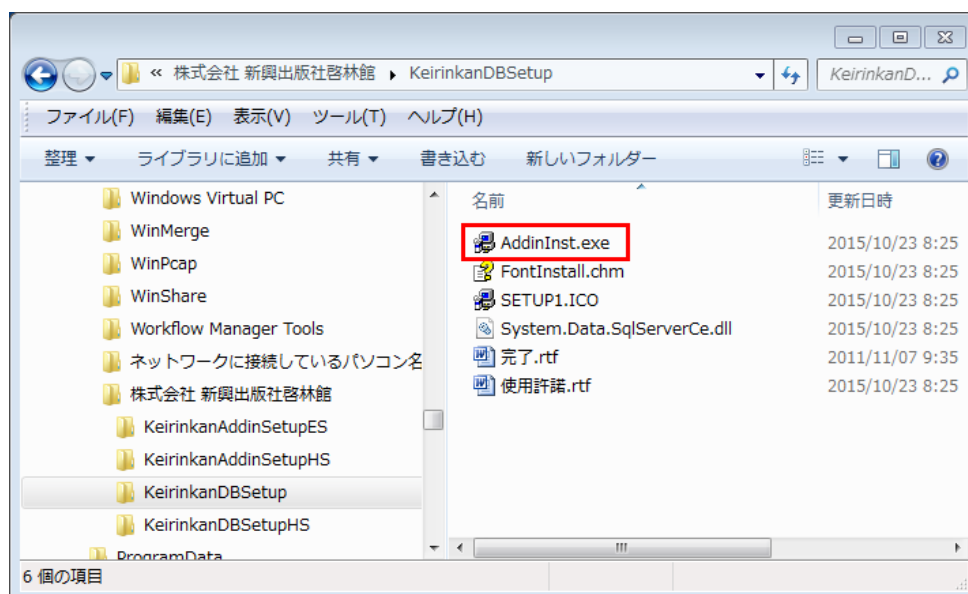 « 株式会社 新興出版社啓林館 KeirinkanDBSetup
KeirinkanD...
ファイル(F) 編集(E) 表示(V) ツール(T) ヘルプ(H)
整理 ライブラリに追加 共有 書き込む 新しいフォルダー
Windows Virtual PC
WinMerge
WinPcap
WinShare
Workflow Manager Tools
ネットワークに接続しているパソコン名
株式会社 新興出版社啓林館
KeirinkanAddinSetupES
KeirinkanAddinSetupHS
KeirinkanDBSetup
KeirinkanDBSetupHS
ProgramData
名前 更新日時
AddinInst.exe 2015/10/23 8:25
FontInstall.chm 2015/10/23 8:25
SETUP1.ICO 2015/10/23 8:25
System.Data.SqlServerCe.dll 2015/10/23 8:25
完了.rtf 2011/11/07 9:35
使用許諾.rtf 2015/10/23 8:25
6 個の項目